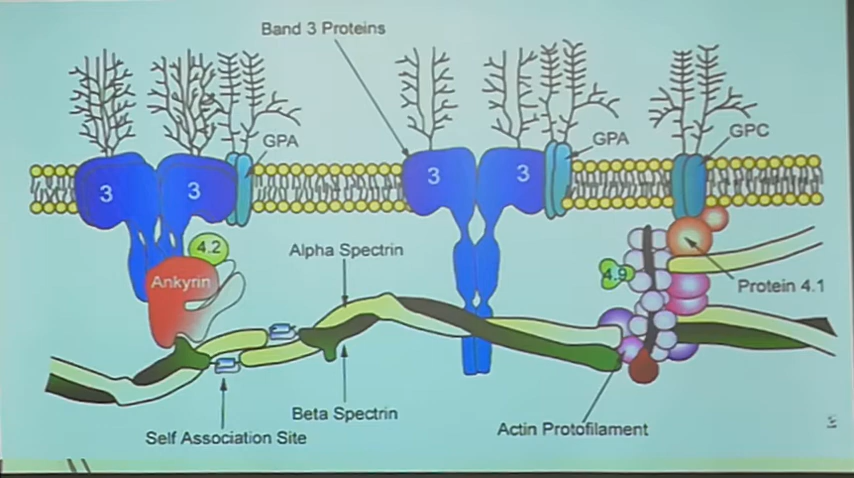 Band 3 Proteins
GPA
GPA
GPC
3
3
3
3
4.2
Alpha Spectrin
Ankyrin
4.9
Protein 4.1
Beta Spectrin
Self Association Site
Actin Protofilament